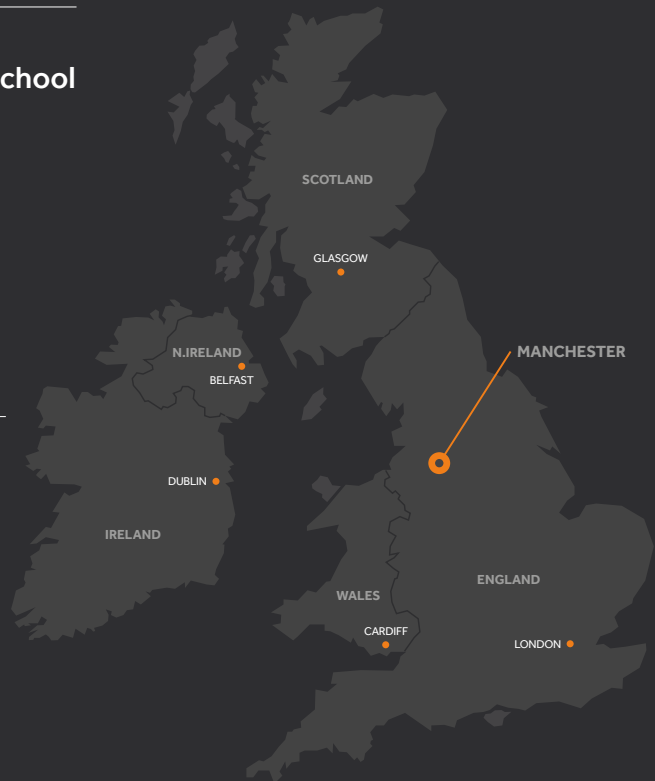 chool
SCOTLAND
GLASGOW
N.IRELAND
MANCHESTER
BELFAST
DUBLIN
IRELAND
ENGLAND
WALES
CARDIFF
LONDON